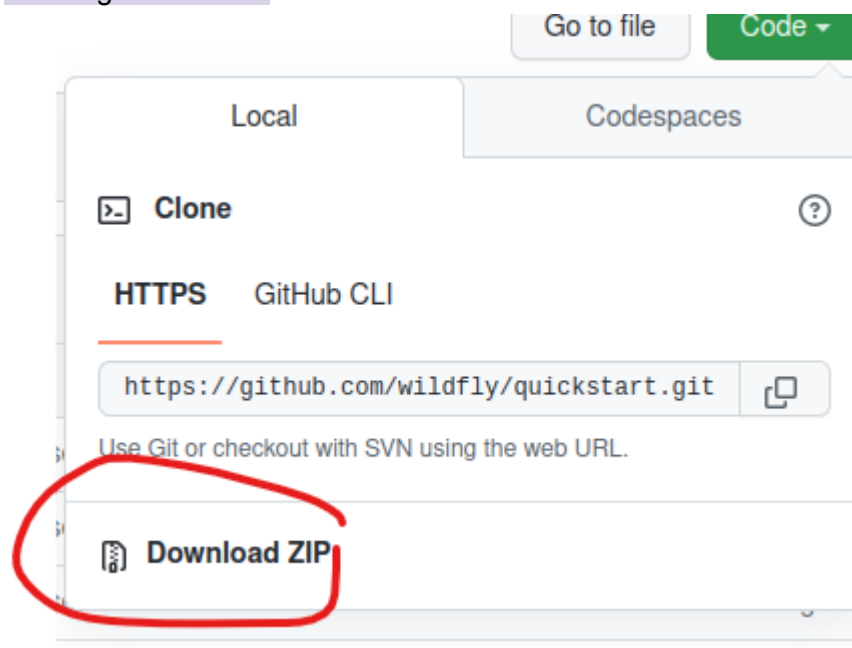 Go to file
Code
Local
Codespaces
Clone
HTTPS
GitHub CLI
https://github.com/wildfly/quickstart.git
Use Git or checkout with SVN using the web URL.
Download ZIP